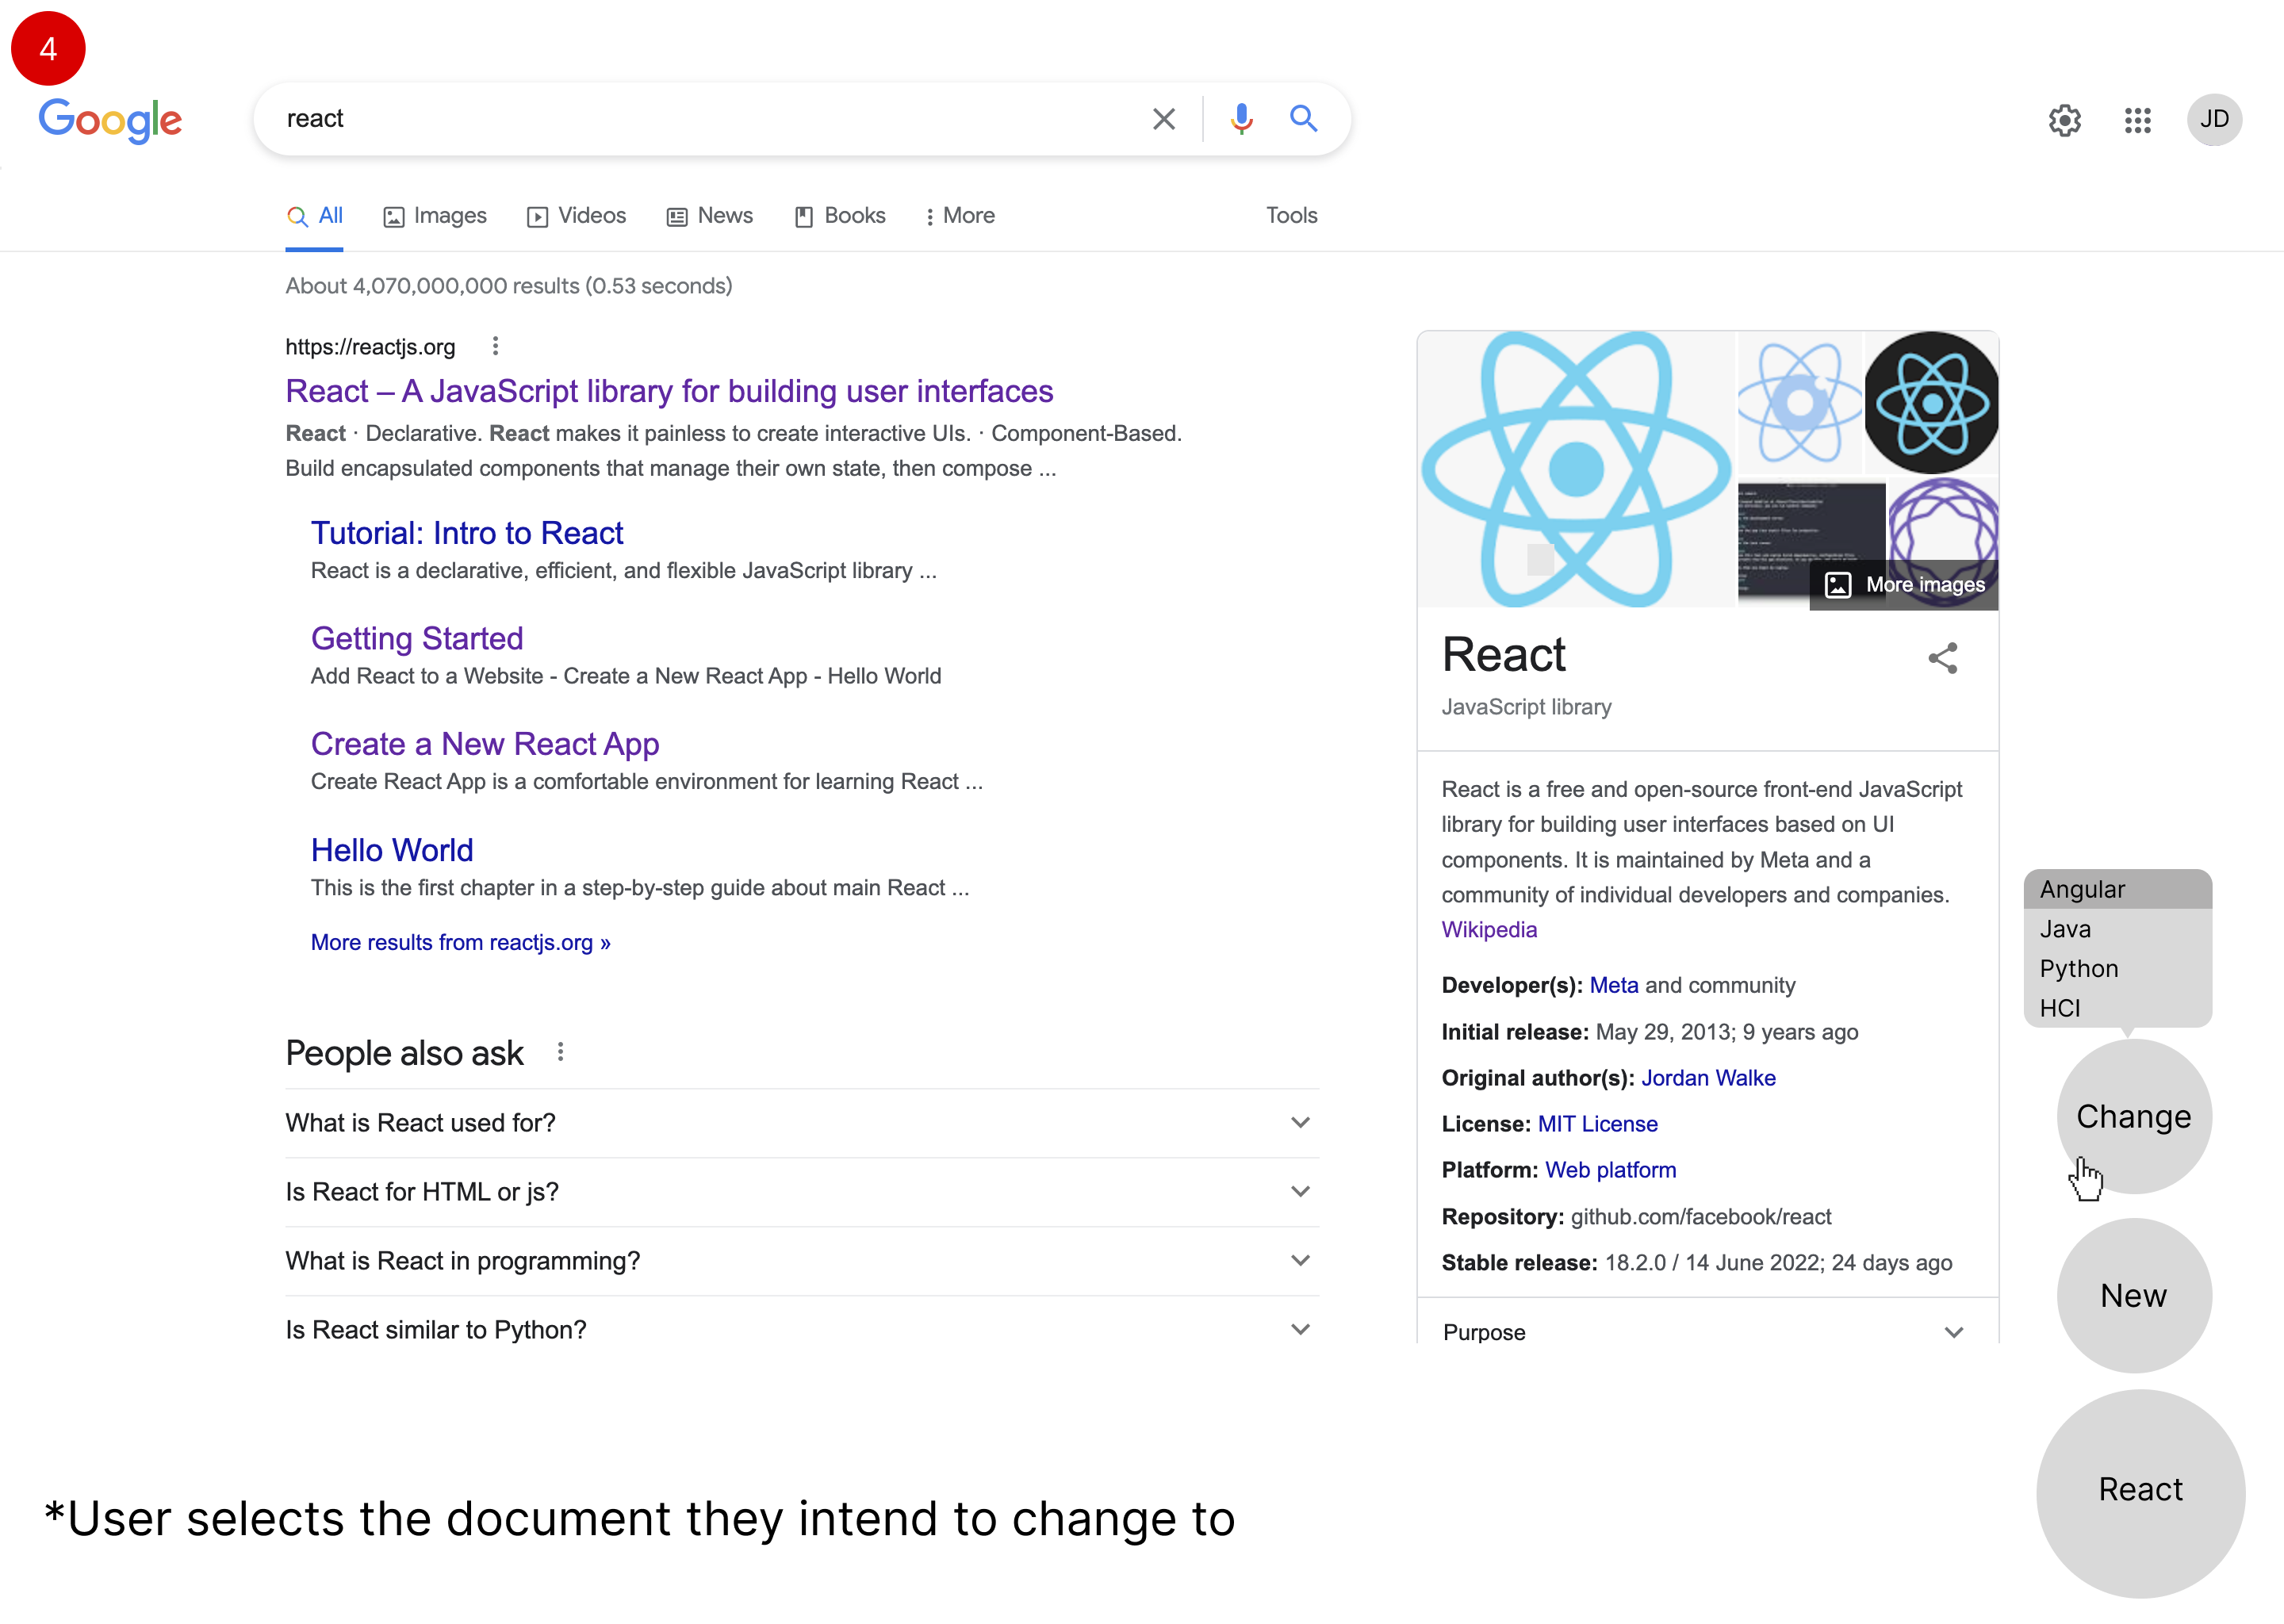 4
Google
react
JD
All Images Videos News Books More Tools
About 4,070,000,000 results (0.53 seconds)
https://reactjs.org
React – A JavaScript library for building user interfaces
React · Declarative. React makes it painless to create interactive UIs. · Component-Based.
Build encapsulated components that manage their own state, then compose ...
Tutorial: Intro to React
React is a declarative, efficient, and flexible JavaScript library ...
Getting Started
Add React to a Website - Create a New React App - Hello World
Create a New React App
Create React App is a comfortable environment for learning React ...
Hello World
This is the first chapter in a step-by-step guide about main React ...
More results from reactjs.org »
People also ask
What is React used for?
Is React for HTML or js?
What is React in programming?
Is React similar to Python?
More images
React
JavaScript library
React is a free and open-source front-end JavaScript
library for building user interfaces based on UI
components. It is maintained by Meta and a
community of individual developers and companies.
Wikipedia
Developer(s): Meta and community
Initial release: May 29, 2013; 9 years ago
Original author(s): Jordan Walke
License: MIT License
Platform: Web platform
Repository: github.com/facebook/react
Stable release: 18.2.0 / 14 June 2022; 24 days ago
Purpose
Angular
Java
Python
HCI
Change
New
React
*User selects the document they intend to change to